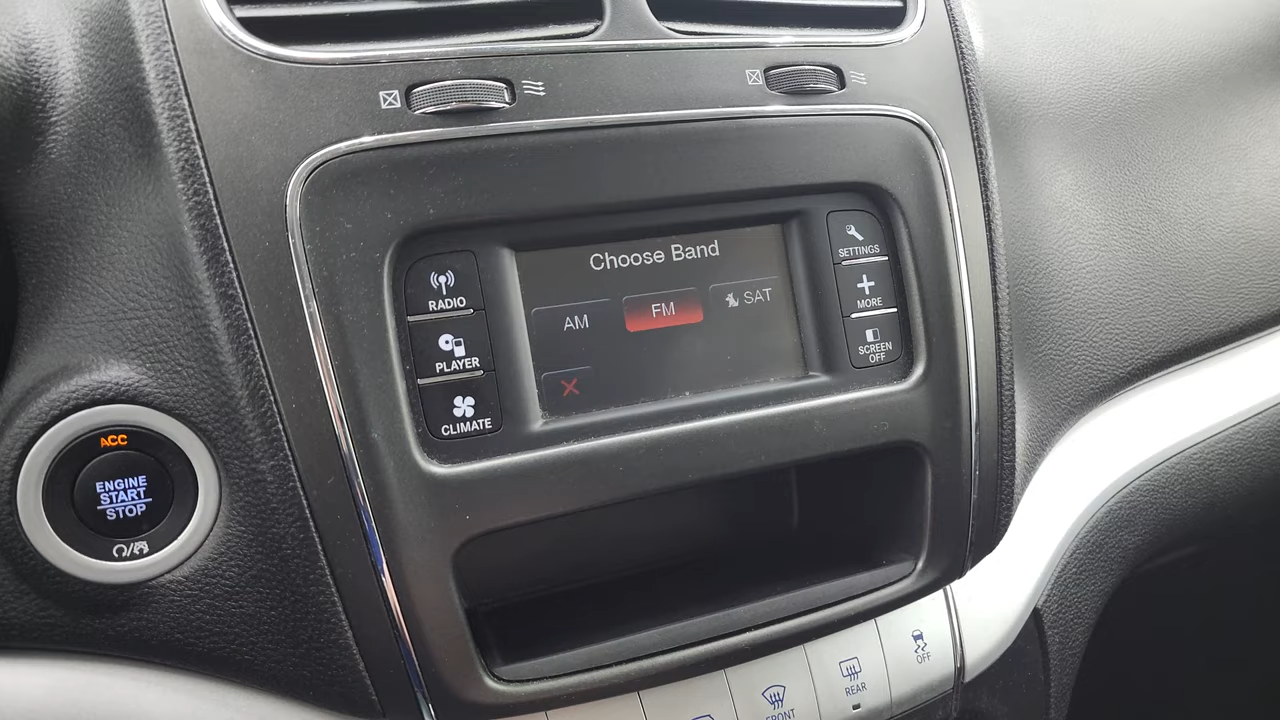 Choose Band
AM
FM
SAT
RADIO
PLAYER
CLIMATE
SETTINGS
MORE
SCREEN
OFF
ACC
ENGINE
START
STOP
FRONT
REAR
OFF